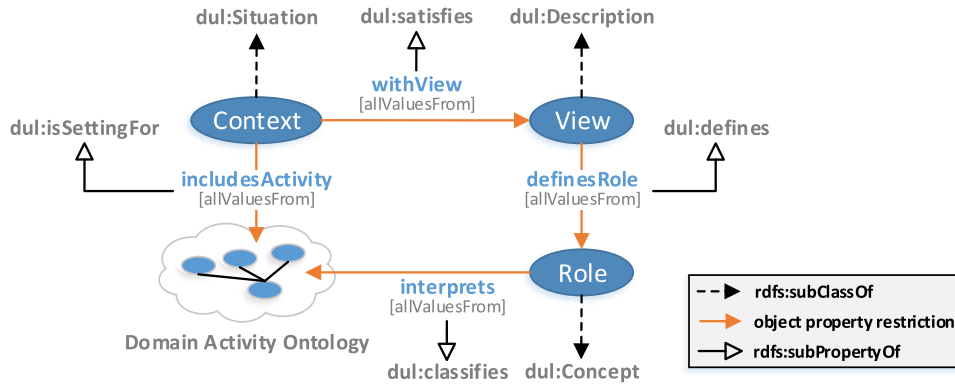 dul:Situation
dul:satisfies
dul:Description
withView
[allValuesFrom]
Context
View
dul:isSettingFor
dul:defines
includesActivity
[allValuesFrom]
definesRole
[allValuesFrom]
Role
interprets
[allValuesFrom]
Domain Activity Ontology
dul:classifies
dul:Concept
rdfs:subClassOf
object property restriction
rdfs:subPropertyOf